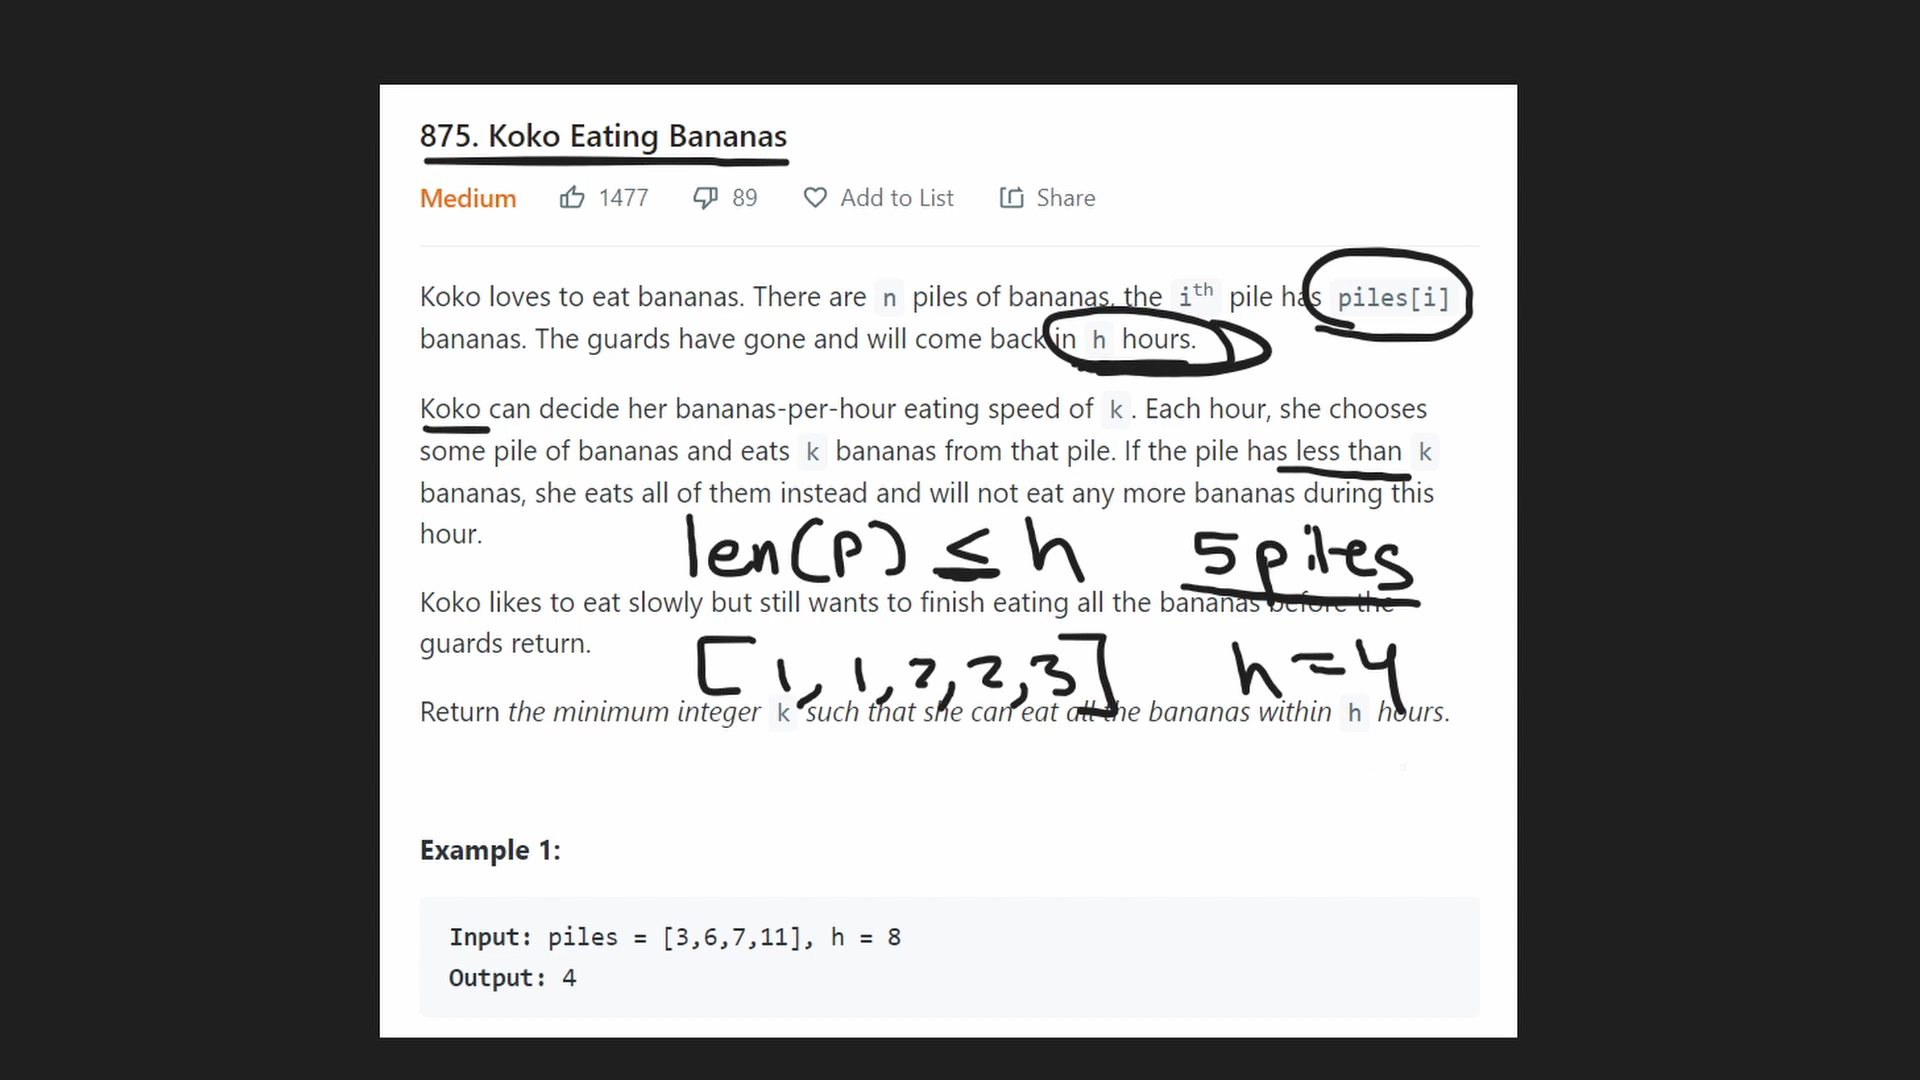 875. Koko Eating Bananas
Medium 1477 89 Add to List Share
Koko loves to eat bananas. There are n piles of bananas, the ith pile has piles[i]
bananas. The guards have gone and will come back in h hours.
Koko can decide her bananas-per-hour eating speed of k. Each hour, she chooses
some pile of bananas and eats k bananas from that pile. If the pile has less than k
bananas, she eats all of them instead and will not eat any more bananas during this
hour.
len(p) ≤ h 5 piles
Koko likes to eat slowly but still wants to finish eating all the bananas before the
guards return.
[1,1,2,2,3] h=4
Return the minimum integer k such that she can eat all the bananas within h hours.
Example 1:
Input: piles = [3,6,7,11], h = 8
Output: 4